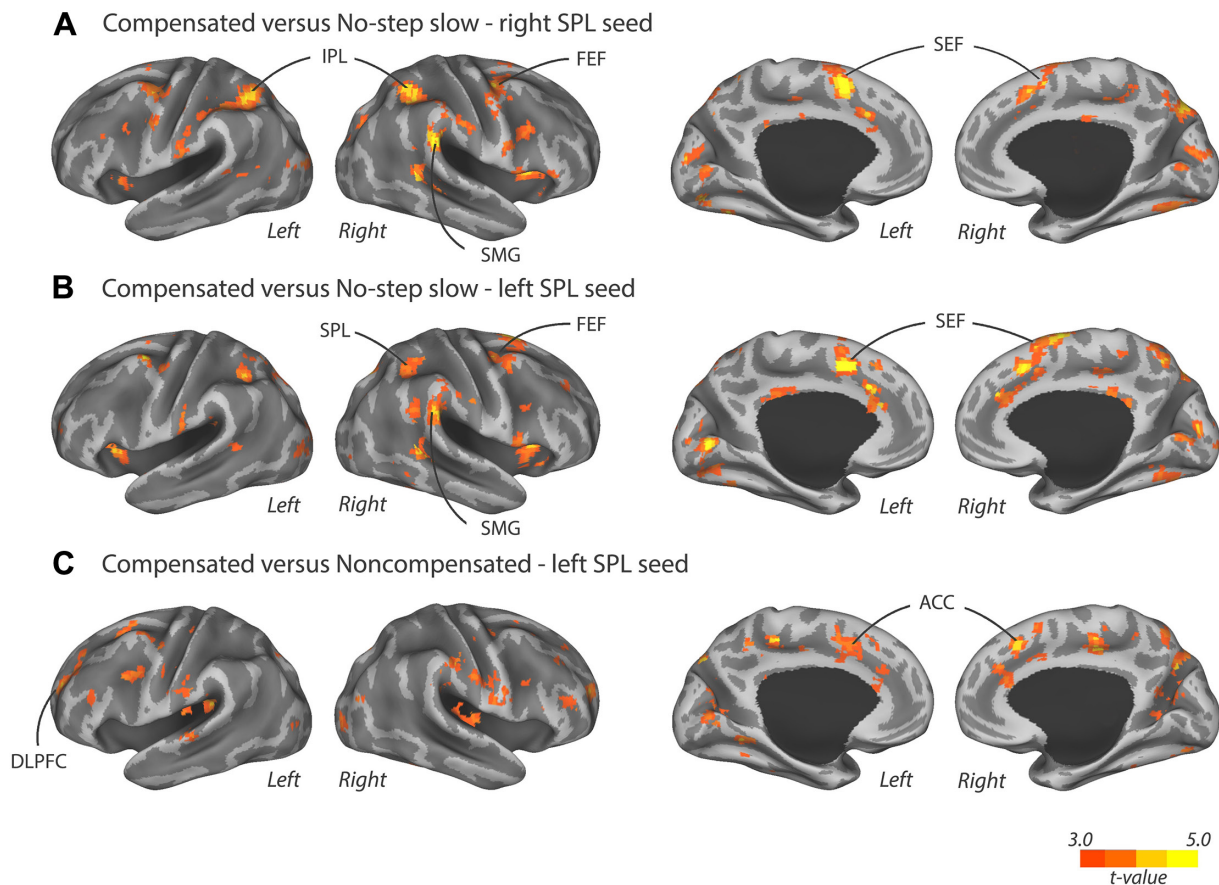 A Compensated versus No-step slow - right SPL seed
IPL
FEF
SEF
Left
Right
SMG
Left
Right
B Compensated versus No-step slow - left SPL seed
SPL
FEF
SEF
Left
Right
SMG
Left
Right
C Compensated versus Noncompensated - left SPL seed
ACC
DLPFC
Left
Right
Left
Right
3.0 5.0
t-value